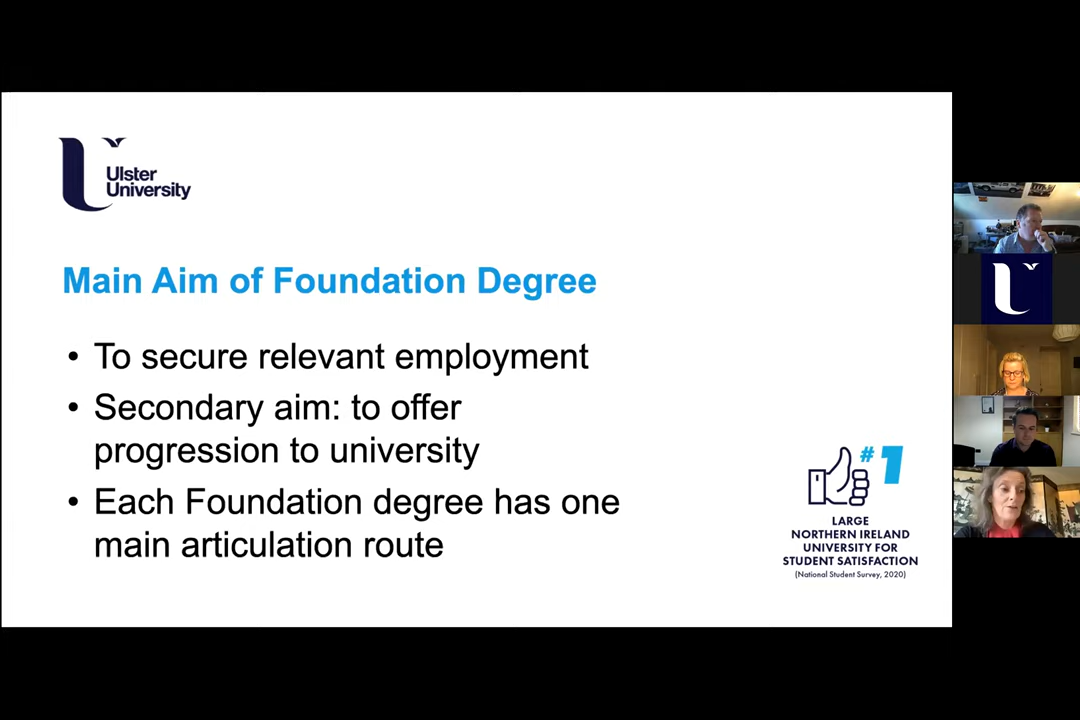 Ulster
University
Main Aim of Foundation Degree
• To secure relevant employment
• Secondary aim: to offer
progression to university
• Each Foundation degree has one
main articulation route
#1
LARGE
NORTHERN IRELAND
UNIVERSITY FOR
STUDENT SATISFACTION
(National Student Survey, 2020)